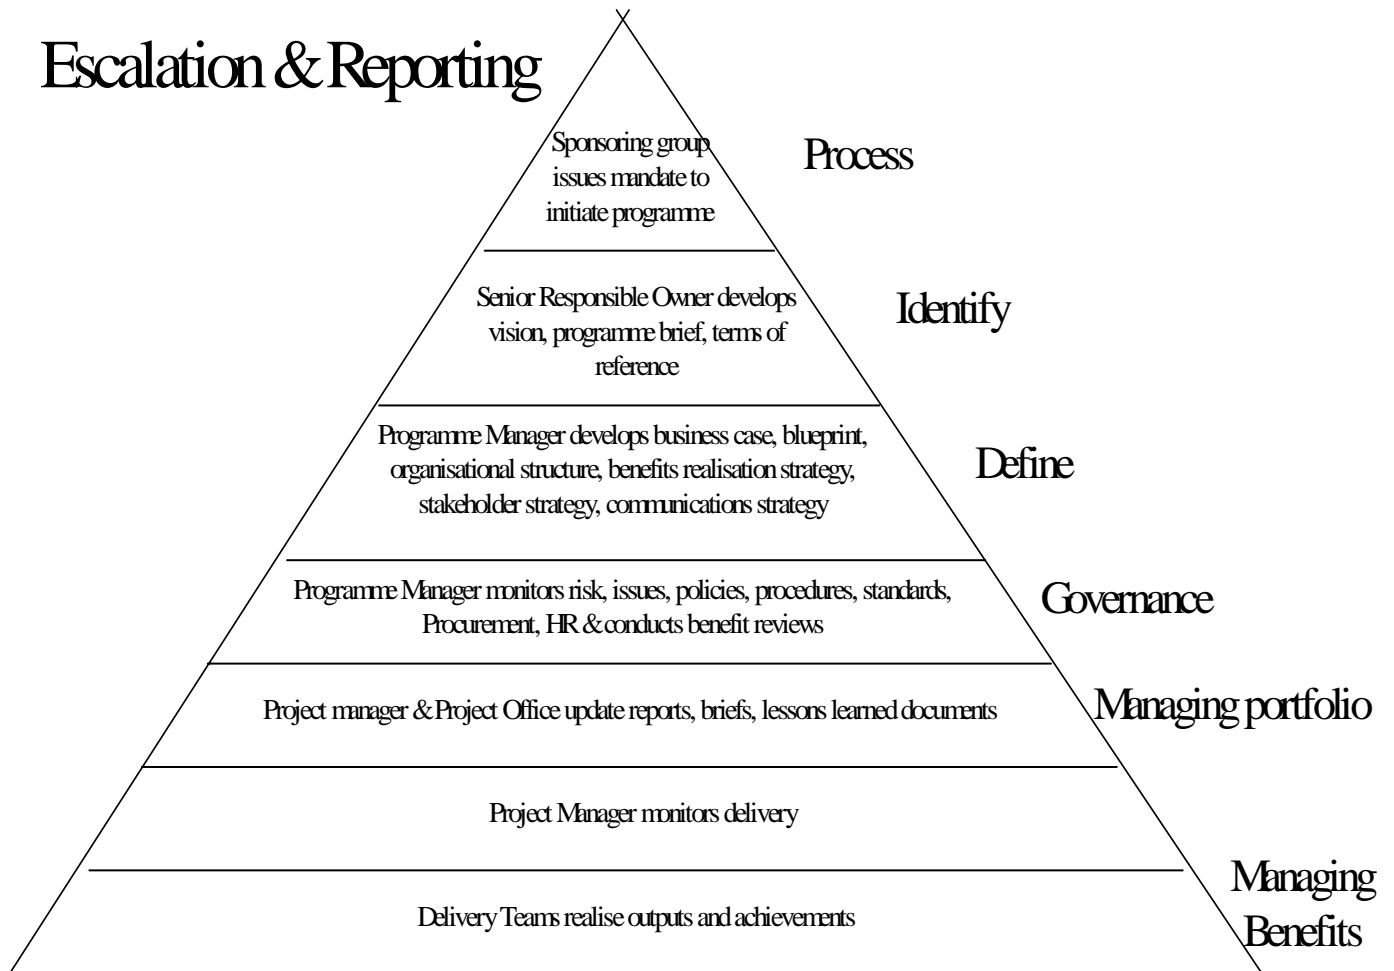 Escalation & Reporting
Sponsoring group
issues mandate to
initiate programme
Process
Senior Responsible Owner develops
vision, programme brief, terms of
reference
Identify
Programme Manager develops business case, blueprint,
organisational structure, benefits realisation strategy,
stakeholder strategy, communications strategy
Define
Programme Manager monitors risk, issues, policies, procedures, standards,
Procurement, HR & conducts benefit reviews
Governance
Project manager & Project Office update reports, briefs, lessons learned documents
Managing portfolio
Project Manager monitors delivery
Delivery Teams realise outputs and achievements
Managing
Benefits